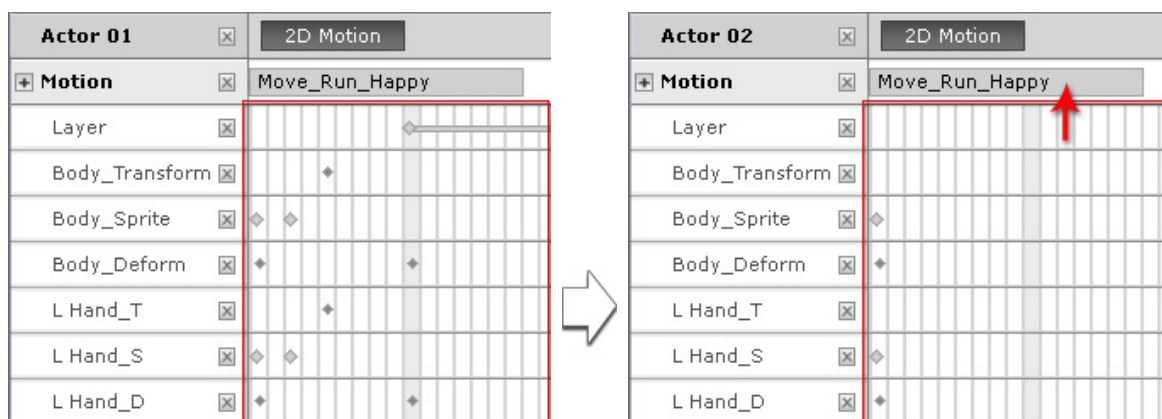 Actor 01 2D Motion
Motion Move_Run_Happy
Layer
Body_Transform
Body_Sprite
Body_Deform
L Hand_T
L Hand_S
L Hand_D
Actor 02 2D Motion
Motion Move_Run_Happy
Layer
Body_Transform
Body_Sprite
Body_Deform
L Hand_T
L Hand_S
L Hand_D